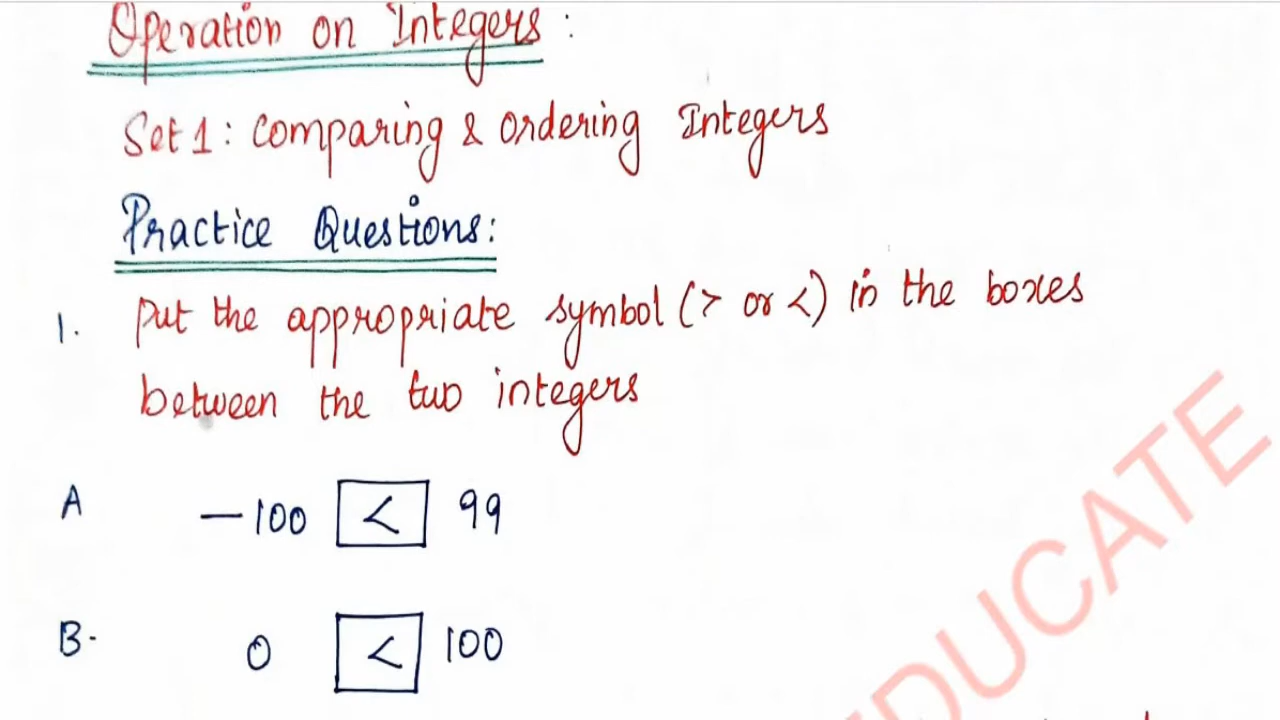 Operation on Integers :
Set 1 : Comparing & ordering Integers
Practice Questions :
1. Put the appropriate symbol (> or <) in the boxes
between the two integers
A −100 < 99
B. 0 < 100
EDUCATE